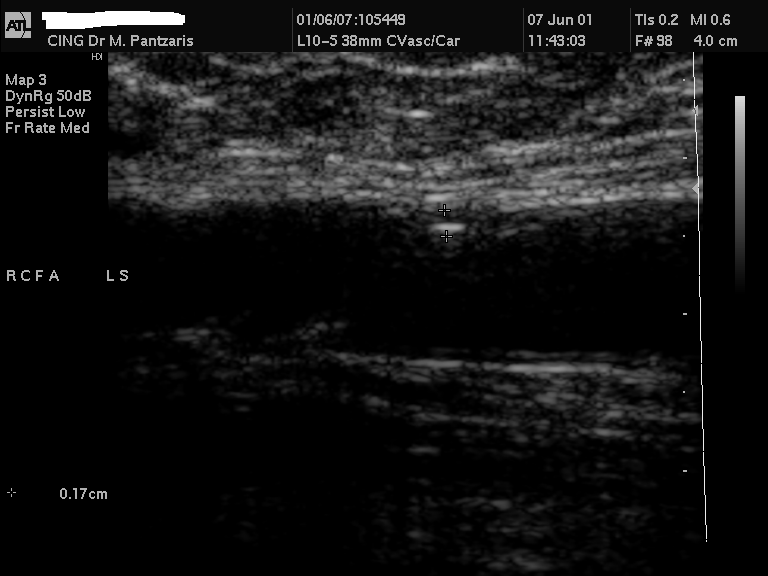 ATL
CING Dr M. Pantzaris
01/06/07:105449
L10-5 38mm CVasc/Car
07 Jun 01
11:43:03
TIs 0.2 MI 0.6
F# 98 4.0 cm
HDI
Map 3
DynRg 50dB
Persist Low
Fr Rate Med
R C F A L S
0.17cm